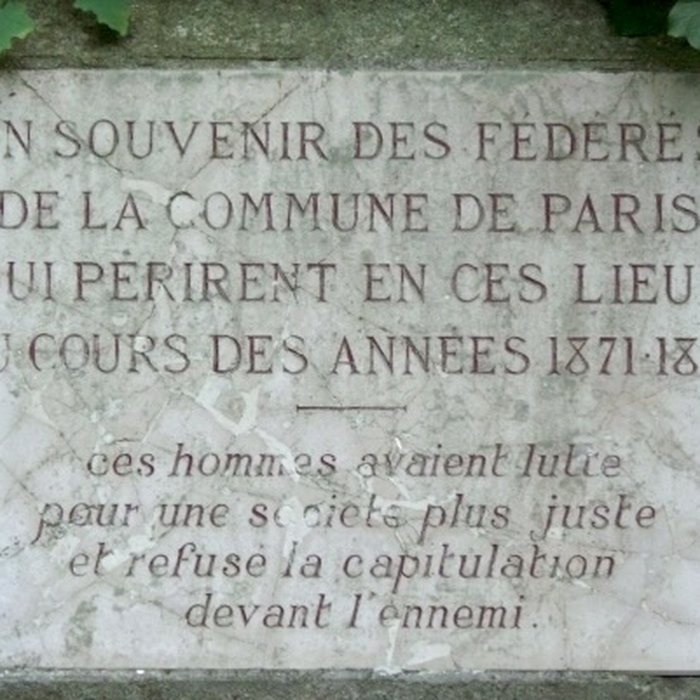 N SOUVENIR DES FÉDÉRÉ
DE LA COMMUNE DE PARIS
UI PÉRIRENT EN CES LIEU
U COURS DES ANNÉES 1871-18
ces hommes avaient lutté
pour une société plus juste
et refusé la capitulation
devant l'ennemi.